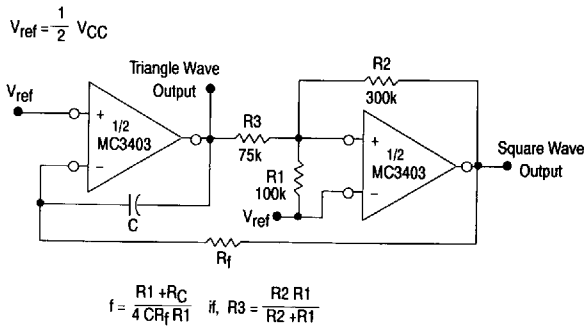 Vref = 1/2 VCC
Triangle Wave
Output
Vref
+
1/2
MC3403
−
C
R3
75k
R2
300k
R1
100k
Vref
+
1/2
MC3403
−
Square Wave
Output
Rf
f = R1 +RC / 4 CRf R1 if, R3 = R2 R1 / R2 +R1